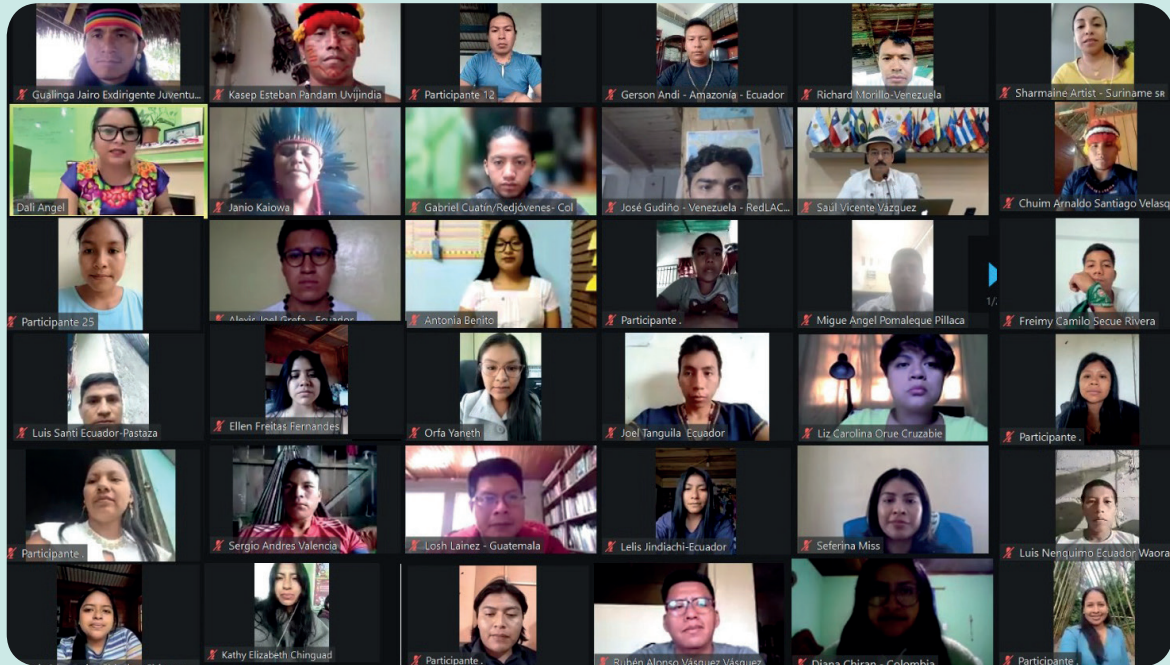 Gualinga Jairo Exdirigente Juventu...
Kasep Esteban Pandam Uvijindia
Participante 12
Gerson Andi - Amazonía - Ecuador
Richard Morillo-Venezuela
Sharmaine Artist - Suriname SR
Dali Angel
Janio Kaiowa
Gabriel Cuatín/Redjóvenes- Col
José Gudiño - Venezuela - RedLAC...
Saúl Vicente Vázquez
Chuim Arnaldo Santiago Velasq
Participante 25
Alexis Joel Grefa - Ecuador
Antonia Benito
Participante .
Migue Angel Pomaleque Pillaca
1/
Freimy Camilo Secue Rivera
Luis Santi Ecuador-Pastaza
Ellen Freitas Fernandes
Orfa Yaneth
Joel Tanguila Ecuador
Liz Carolina Orue Cruzabie
Participante .
Participante .
Sergio Andres Valencia
Losh Lainez - Guatemala
Lelis Jindiachi-Ecuador
Seferina Miss
Luis Nenquimo Ecuador Waora
Kathy Elizabeth Chinguad
Participante .
Rubén Alonso Vásquez Vásquez
Diana Chiran - Colombia
Participante .